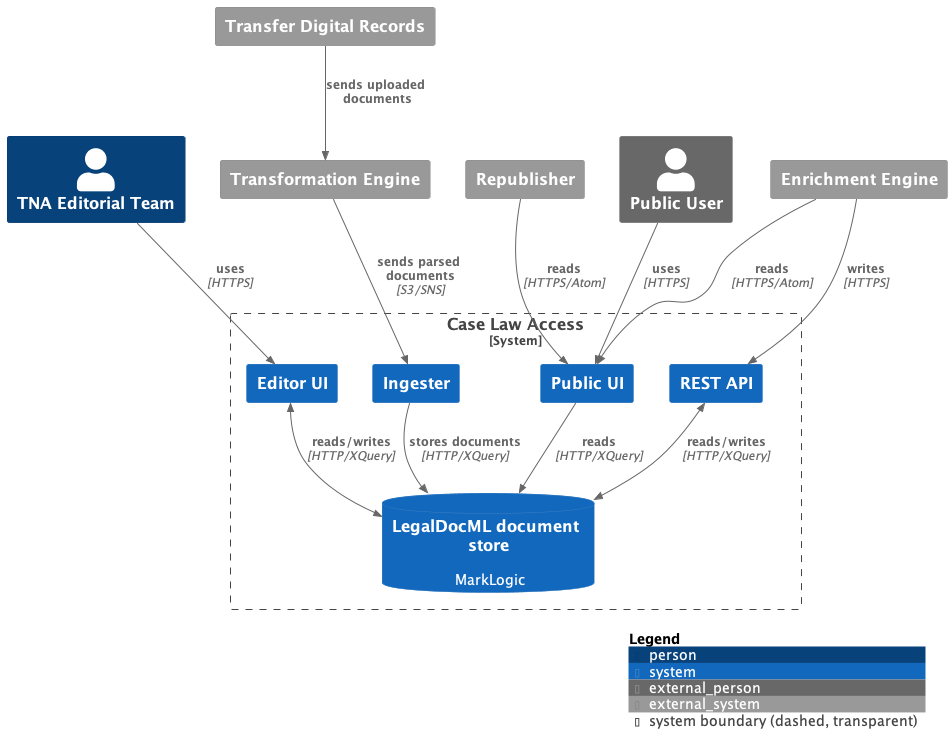 Transfer Digital Records
sends uploaded
documents
TNA Editorial Team
Transformation Engine
Republisher
Public User
Enrichment Engine
uses
[HTTPS]
sends parsed
documents
[S3/SNS]
reads
[HTTPS/Atom]
uses
[HTTPS]
reads
[HTTPS/Atom]
writes
[HTTPS]
Case Law Access
[System]
Editor UI
Ingester
Public UI
REST API
reads/writes
[HTTP/XQuery]
stores documents
[HTTP/XQuery]
reads
[HTTP/XQuery]
reads/writes
[HTTP/XQuery]
LegalDocML document
store
MarkLogic
Legend
person
system
external_person
external_system
system boundary (dashed, transparent)